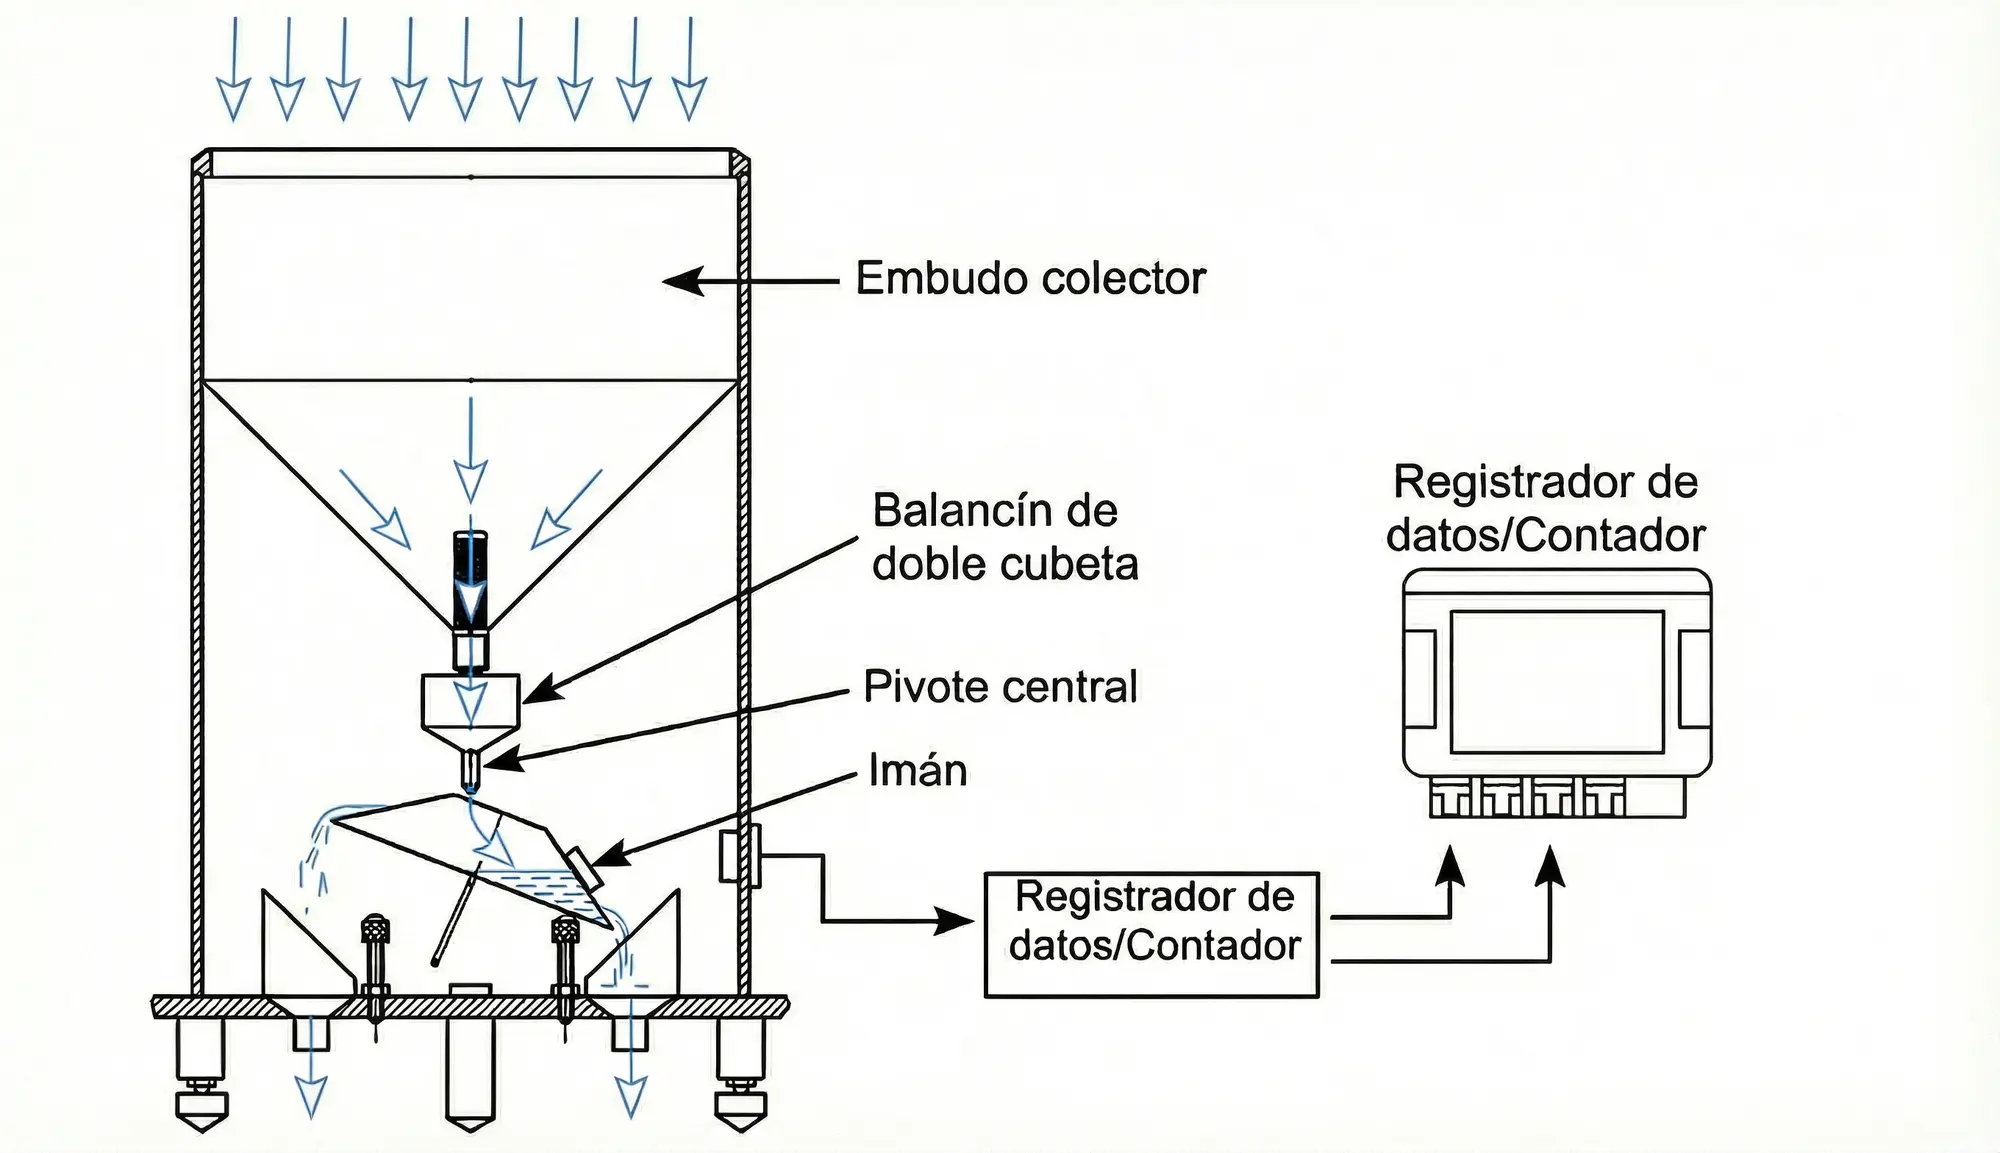 Embudo colector
Balancín de
doble cubeta
Pivote central
Imán
Registrador de
datos/Contador
Registrador de
datos/Contador